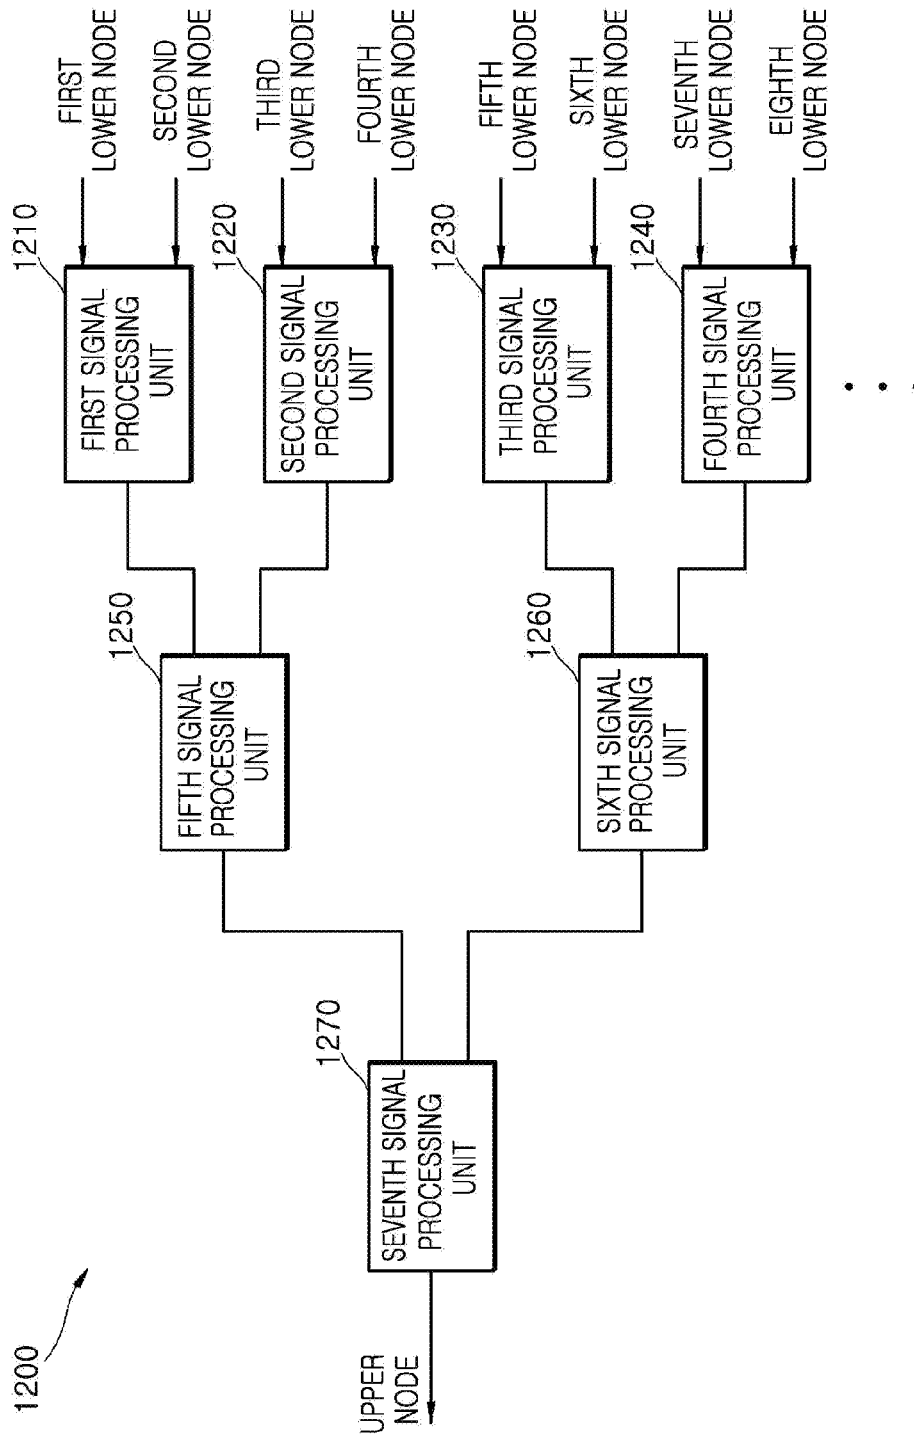 1200
UPPER
NODE
1270
SEVENTH SIGNAL
PROCESSING
UNIT
1250
FIFTH SIGNAL
PROCESSING
UNIT
1260
SIXTH SIGNAL
PROCESSING
UNIT
1210
FIRST SIGNAL
PROCESSING
UNIT
1220
SECOND SIGNAL
PROCESSING
UNIT
1230
THIRD SIGNAL
PROCESSING
UNIT
1240
FOURTH SIGNAL
PROCESSING
UNIT
FIRST
LOWER NODE
SECOND
LOWER NODE
THIRD
LOWER NODE
FOURTH
LOWER NODE
FIFTH
LOWER NODE
SIXTH
LOWER NODE
SEVENTH
LOWER NODE
EIGHTH
LOWER NODE